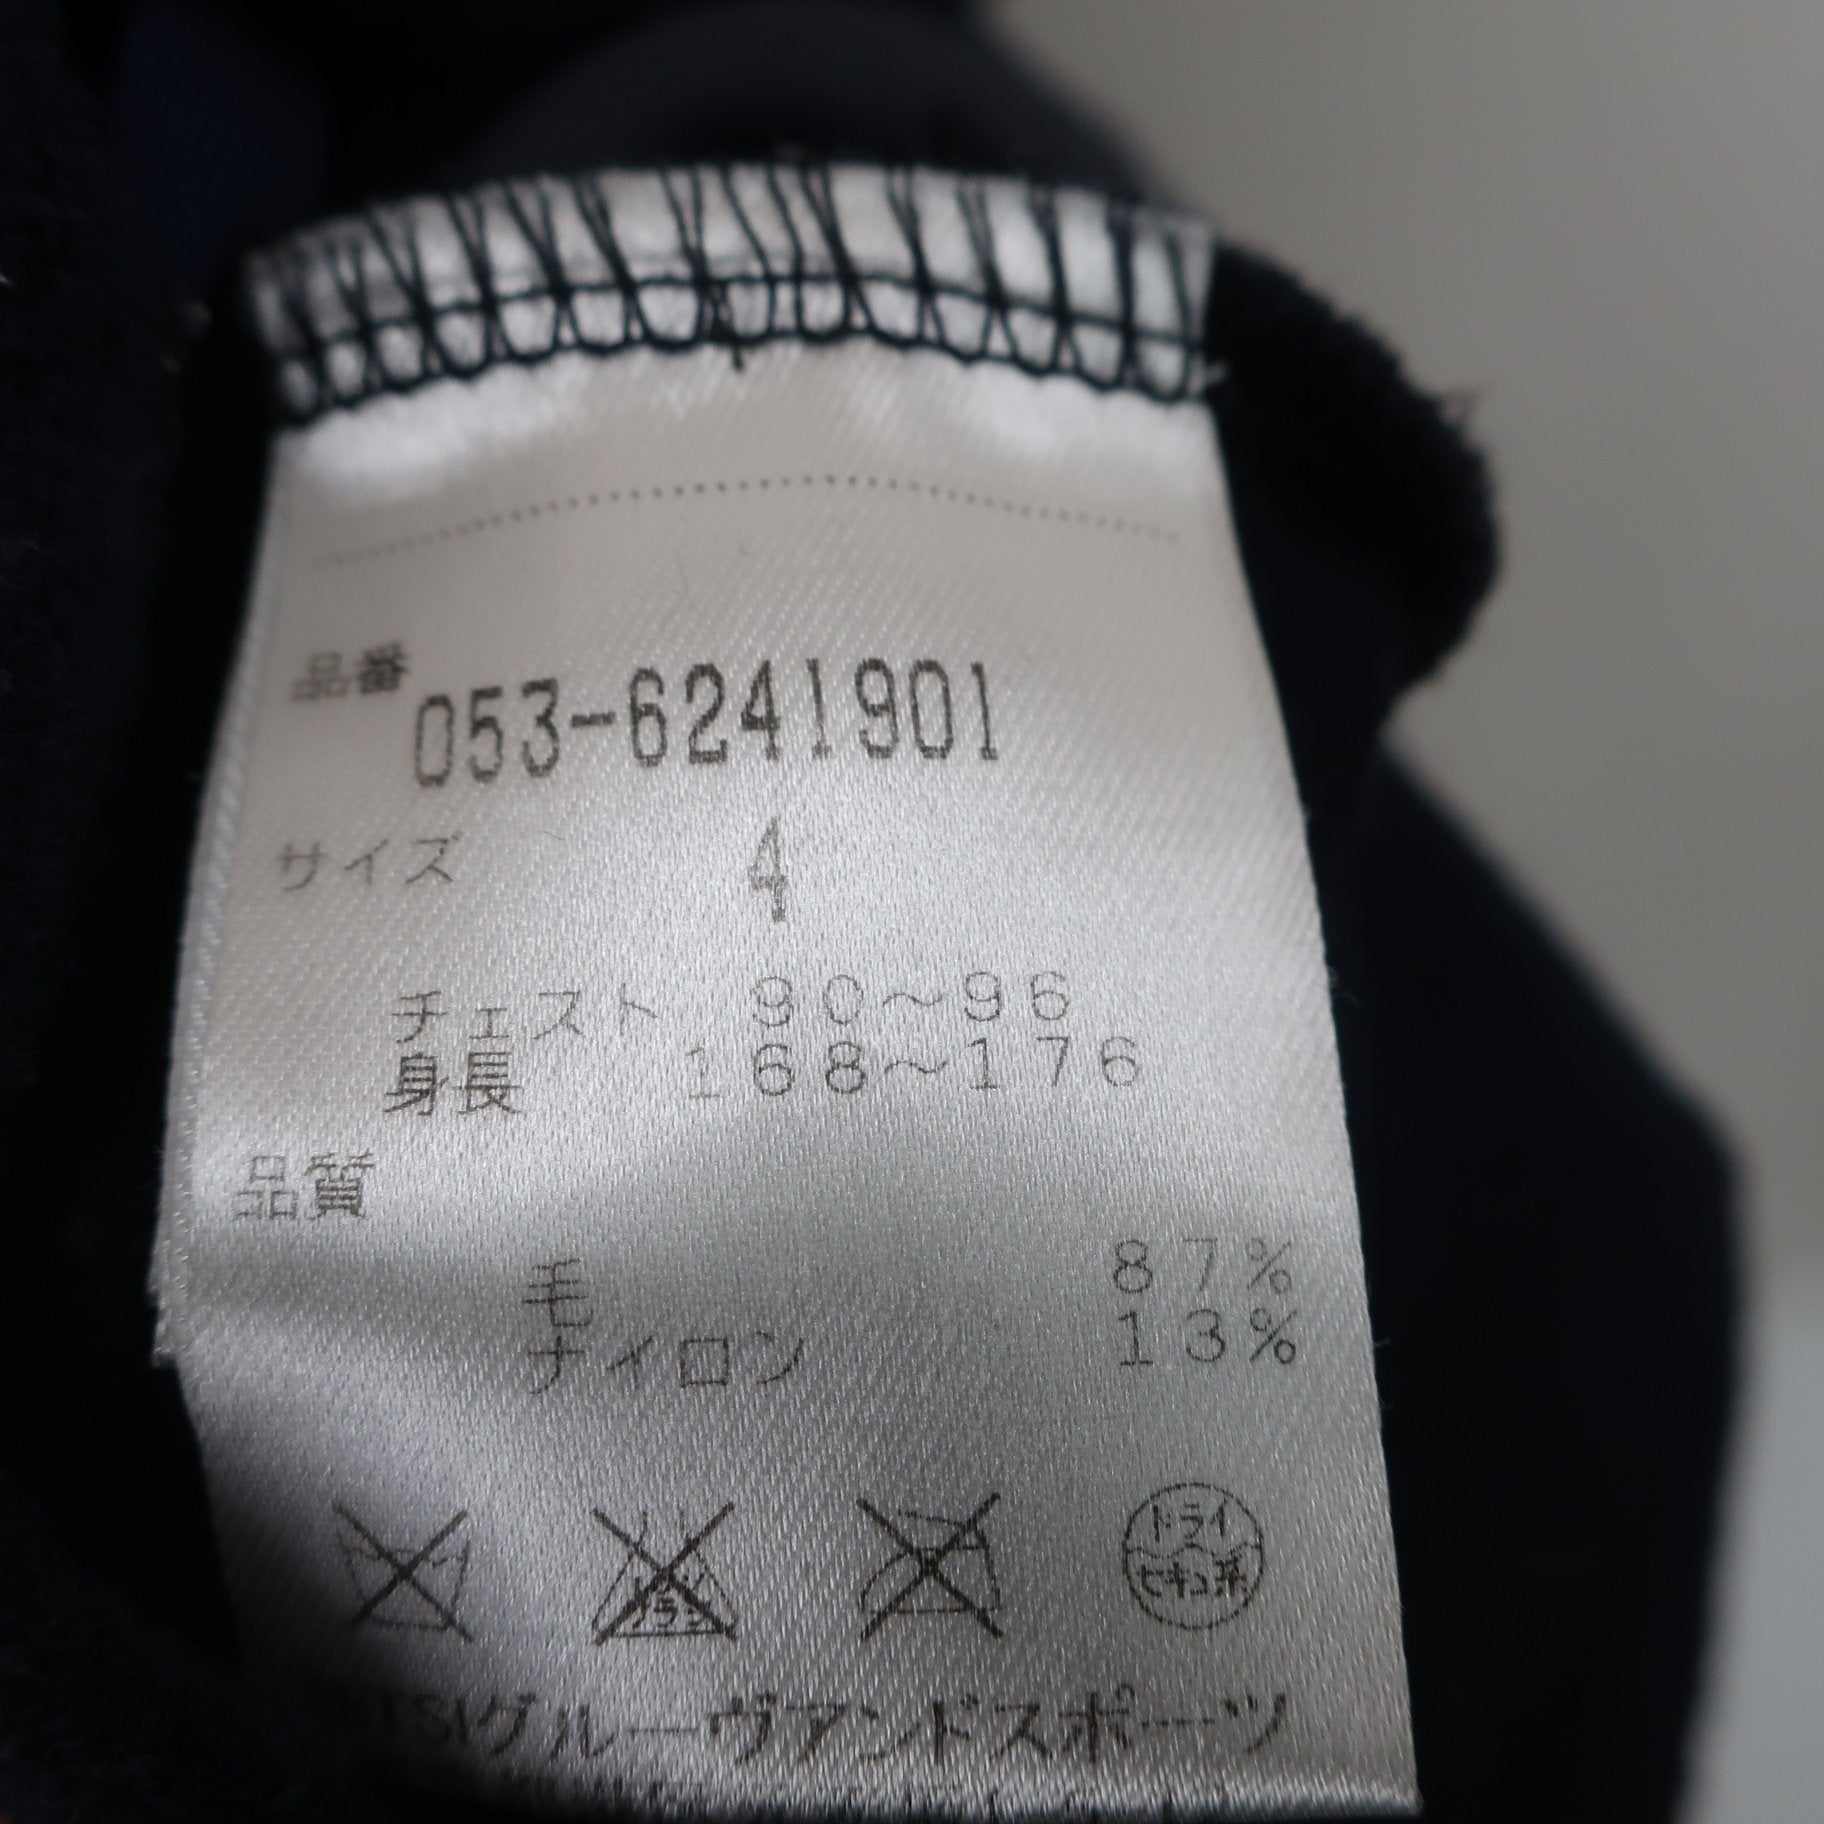 品番 053-6241901
サイズ 4
チェスト 90～96
身長 168～176
品質
毛 87%
ナイロン 13%
ドライ
セキユ系
グルーヴアンドスポーツ